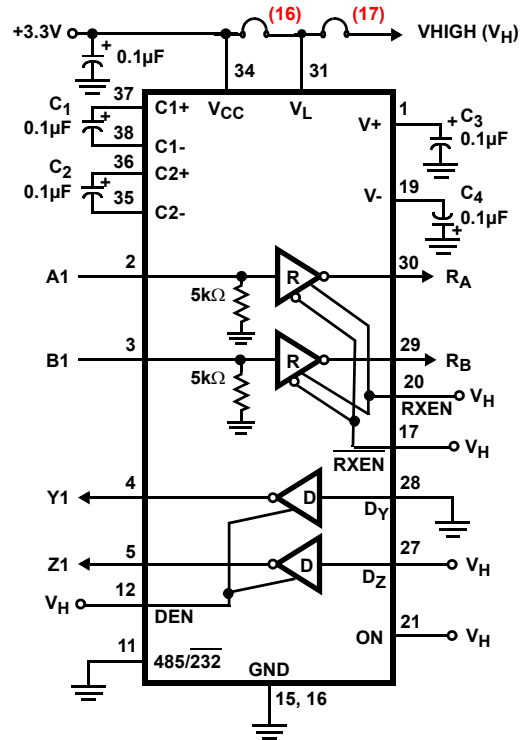 +3.3V (16) (17) VHIGH (VH)
+ 0.1µF
34 31
37 C1+ VCC VL V+ 1 + C3
C1 0.1µF + 0.1µF
38 C1-
36 C2+
C2 0.1µF + V- 19 C4
35 C2- 0.1µF +
A1 2 R 30 RA
5kΩ
B1 3 R 29 RB
5kΩ
20 RXEN VH
17 RXEN VH
Y1 4 D DY 28
Z1 5 D DZ 27 VH
VH 12 DEN
ON 21 VH
11 485/232
GND
15, 16